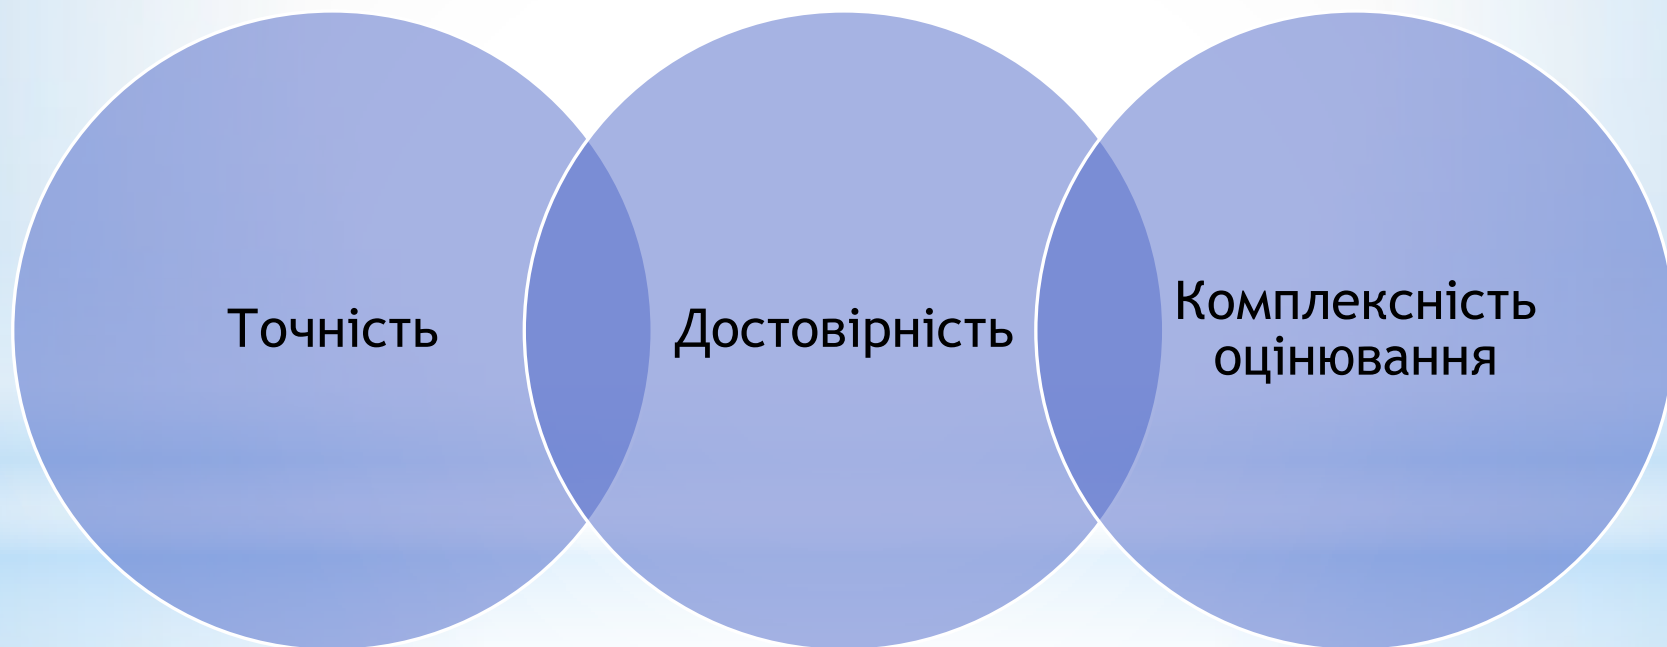 Точність
Достовірність
Комплексність
оцінювання